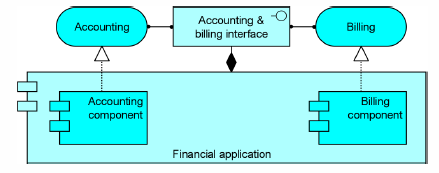 Accounting
Accounting &
billing interface
Billing
Accounting
component
Billing
component
Financial application